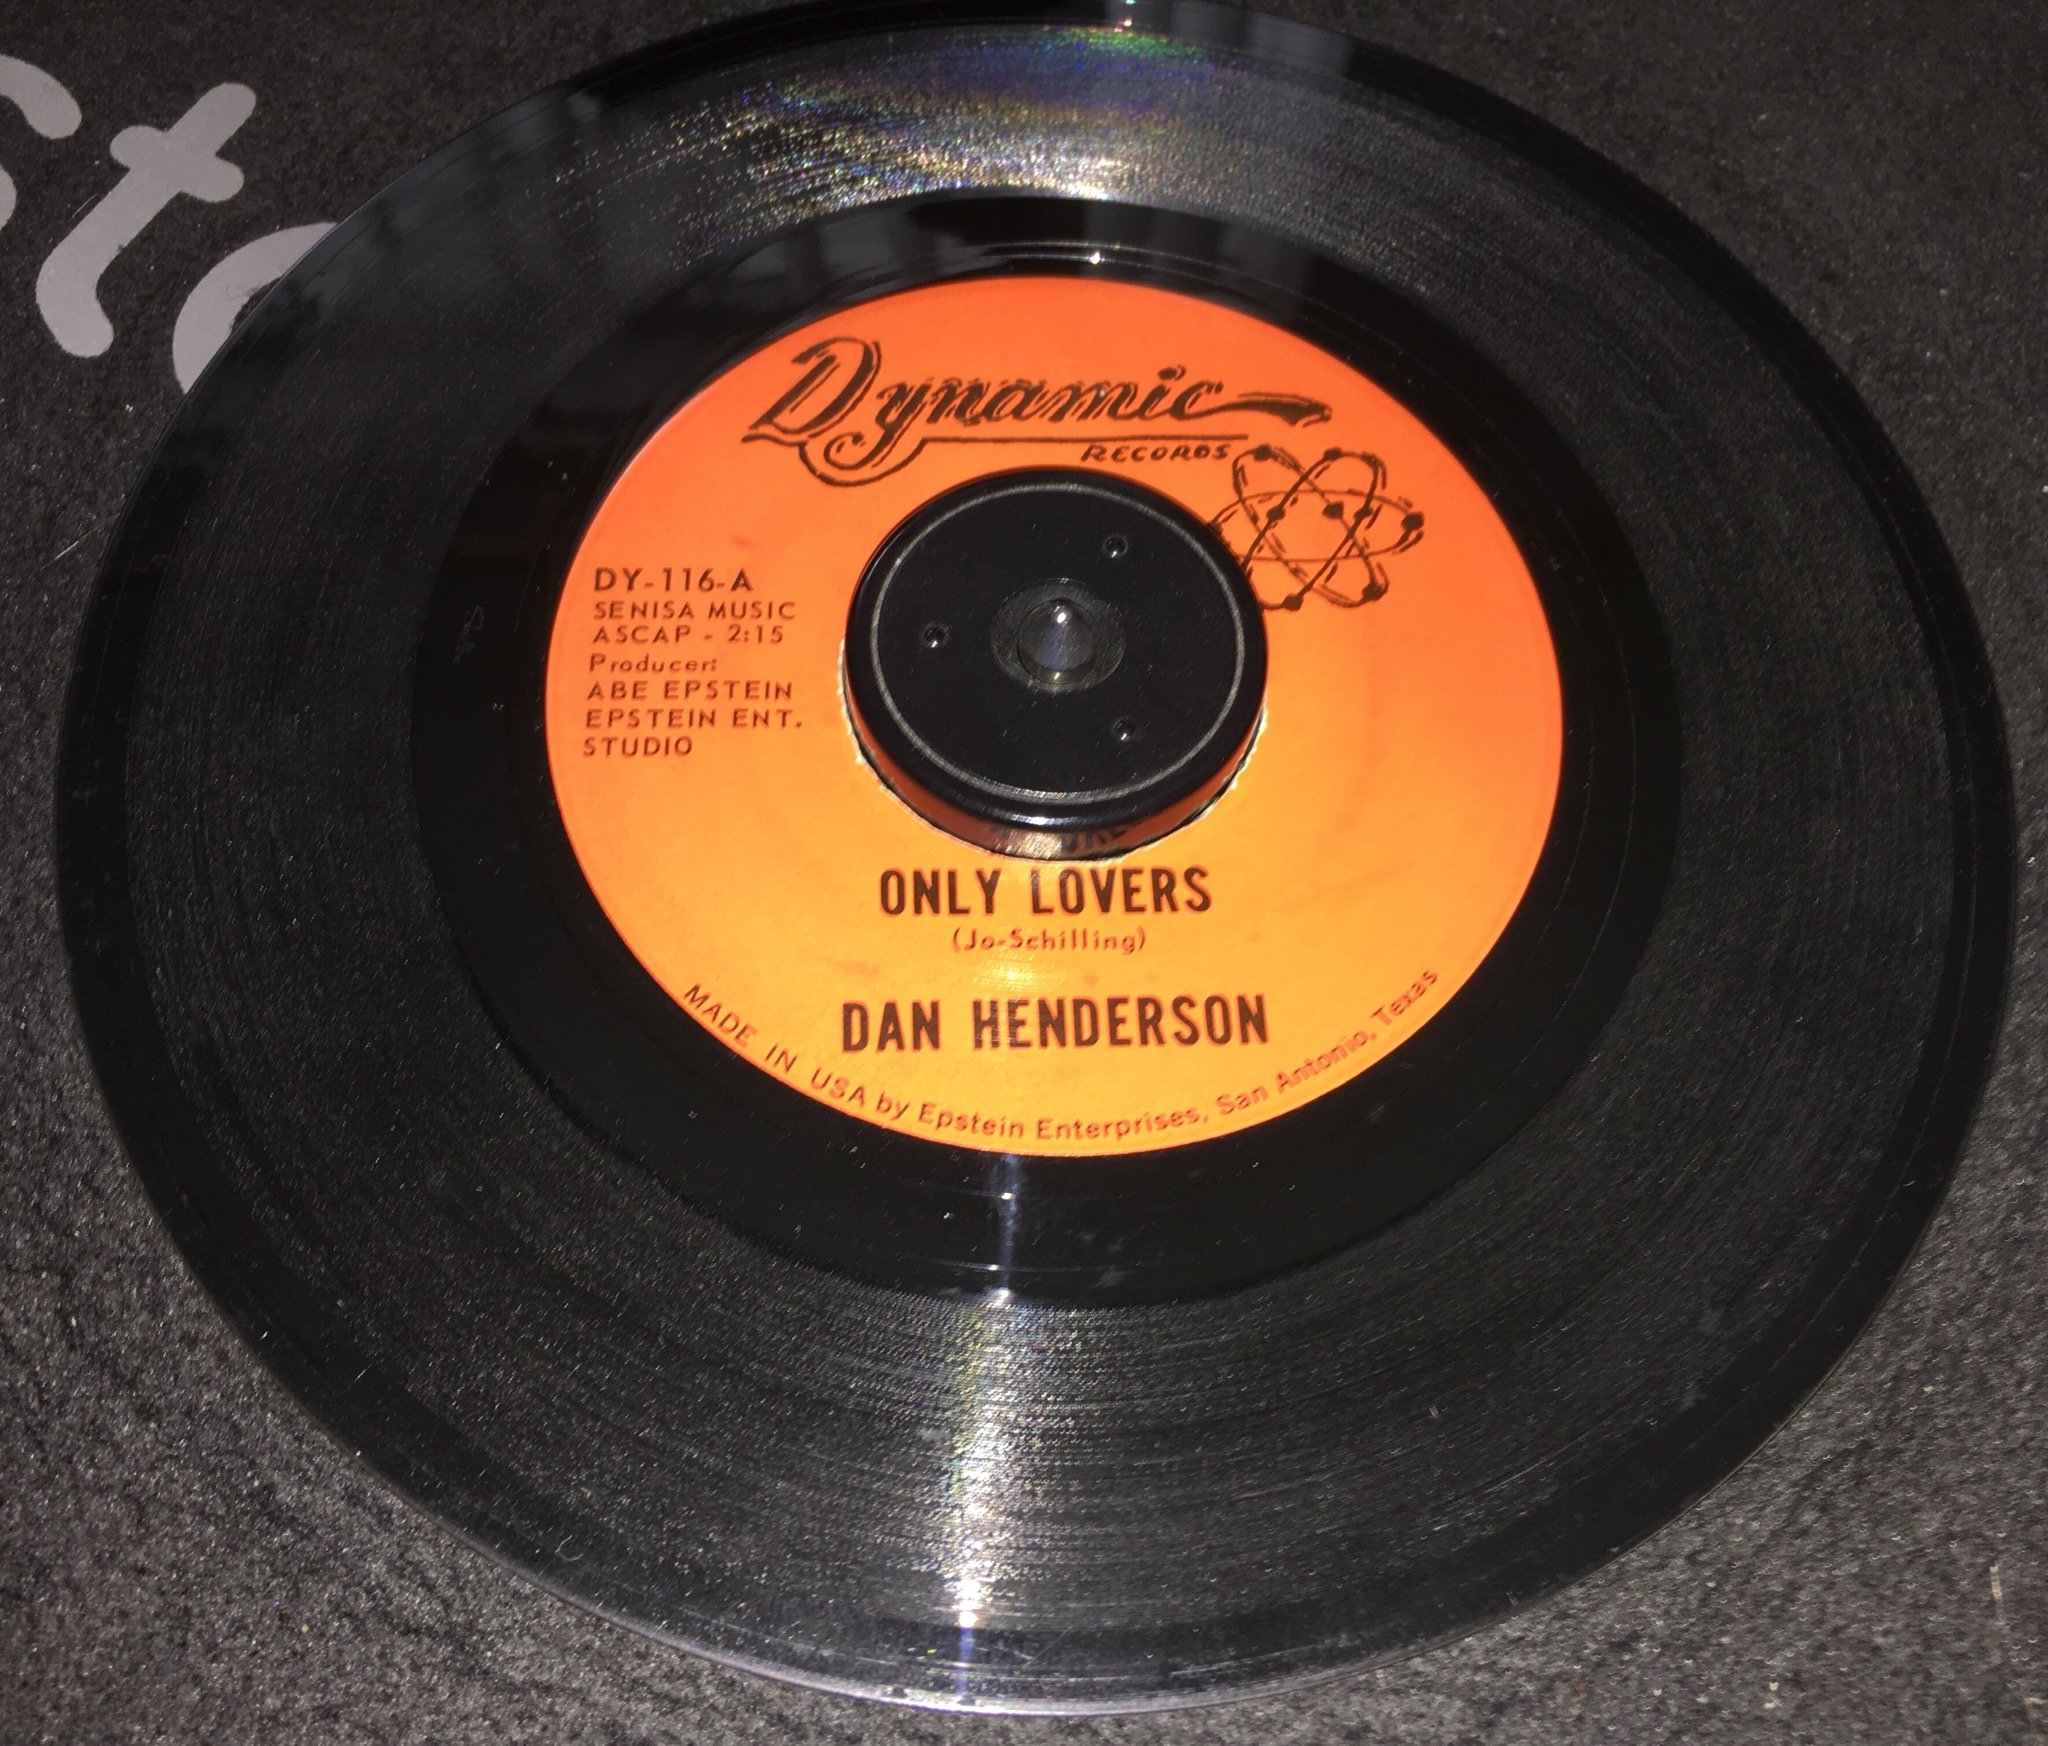 Dynamic
RECORDS
DY-116-A
SENISA MUSIC
ASCAP - 2:15
Producer:
ABE EPSTEIN
EPSTEIN ENT.
STUDIO
ONLY LOVERS
(Jo-Schilling)
DAN HENDERSON
MADE IN USA by Epstein Enterprises, San Antonio, Texas